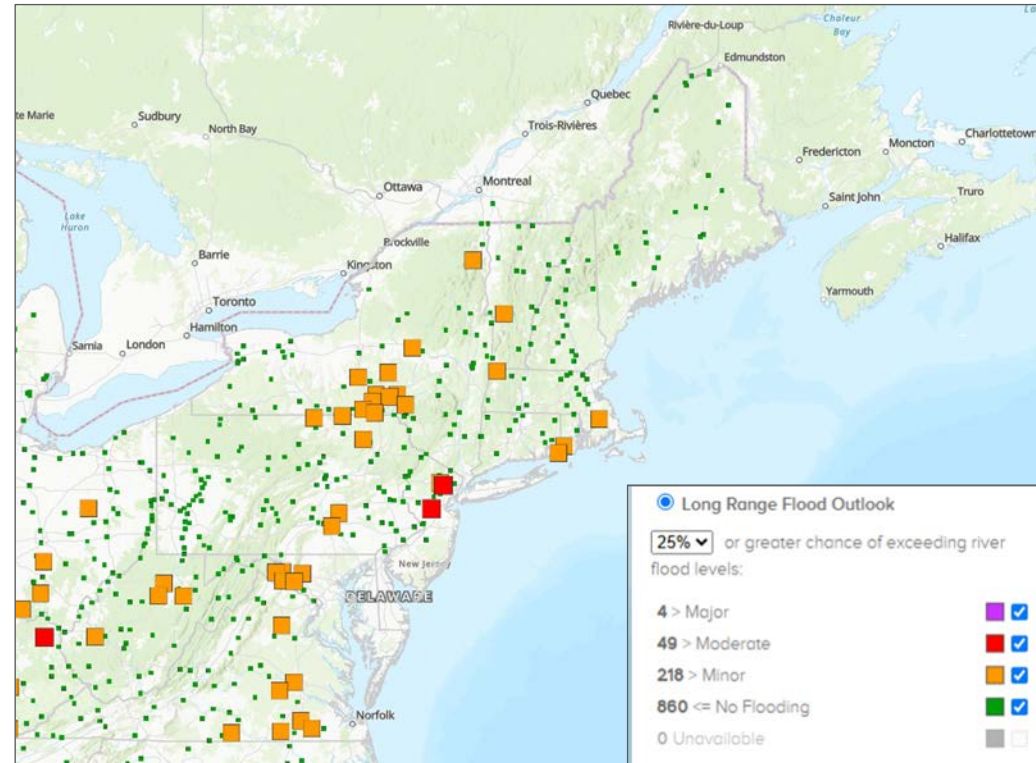 Rivière-du-Loup
Chaleur
Bay
Edmundston
te Marie
Sudbury
North Bay
Quebec
Trois-Rivières
Charlottetown
Moncton
Fredericton
Ottawa
Montreal
Saint John
Truro
Lake
Huron
Halifax
Barrie
Brockville
Kingston
Yarmouth
Toronto
Hamilton
Sarnia
London
New Jersey
DELAWARE
Norfolk
Long Range Flood Outlook
25% or greater chance of exceeding river
flood levels:
4 > Major
49 > Moderate
218 > Minor
860 <= No Flooding
0 Unavailable